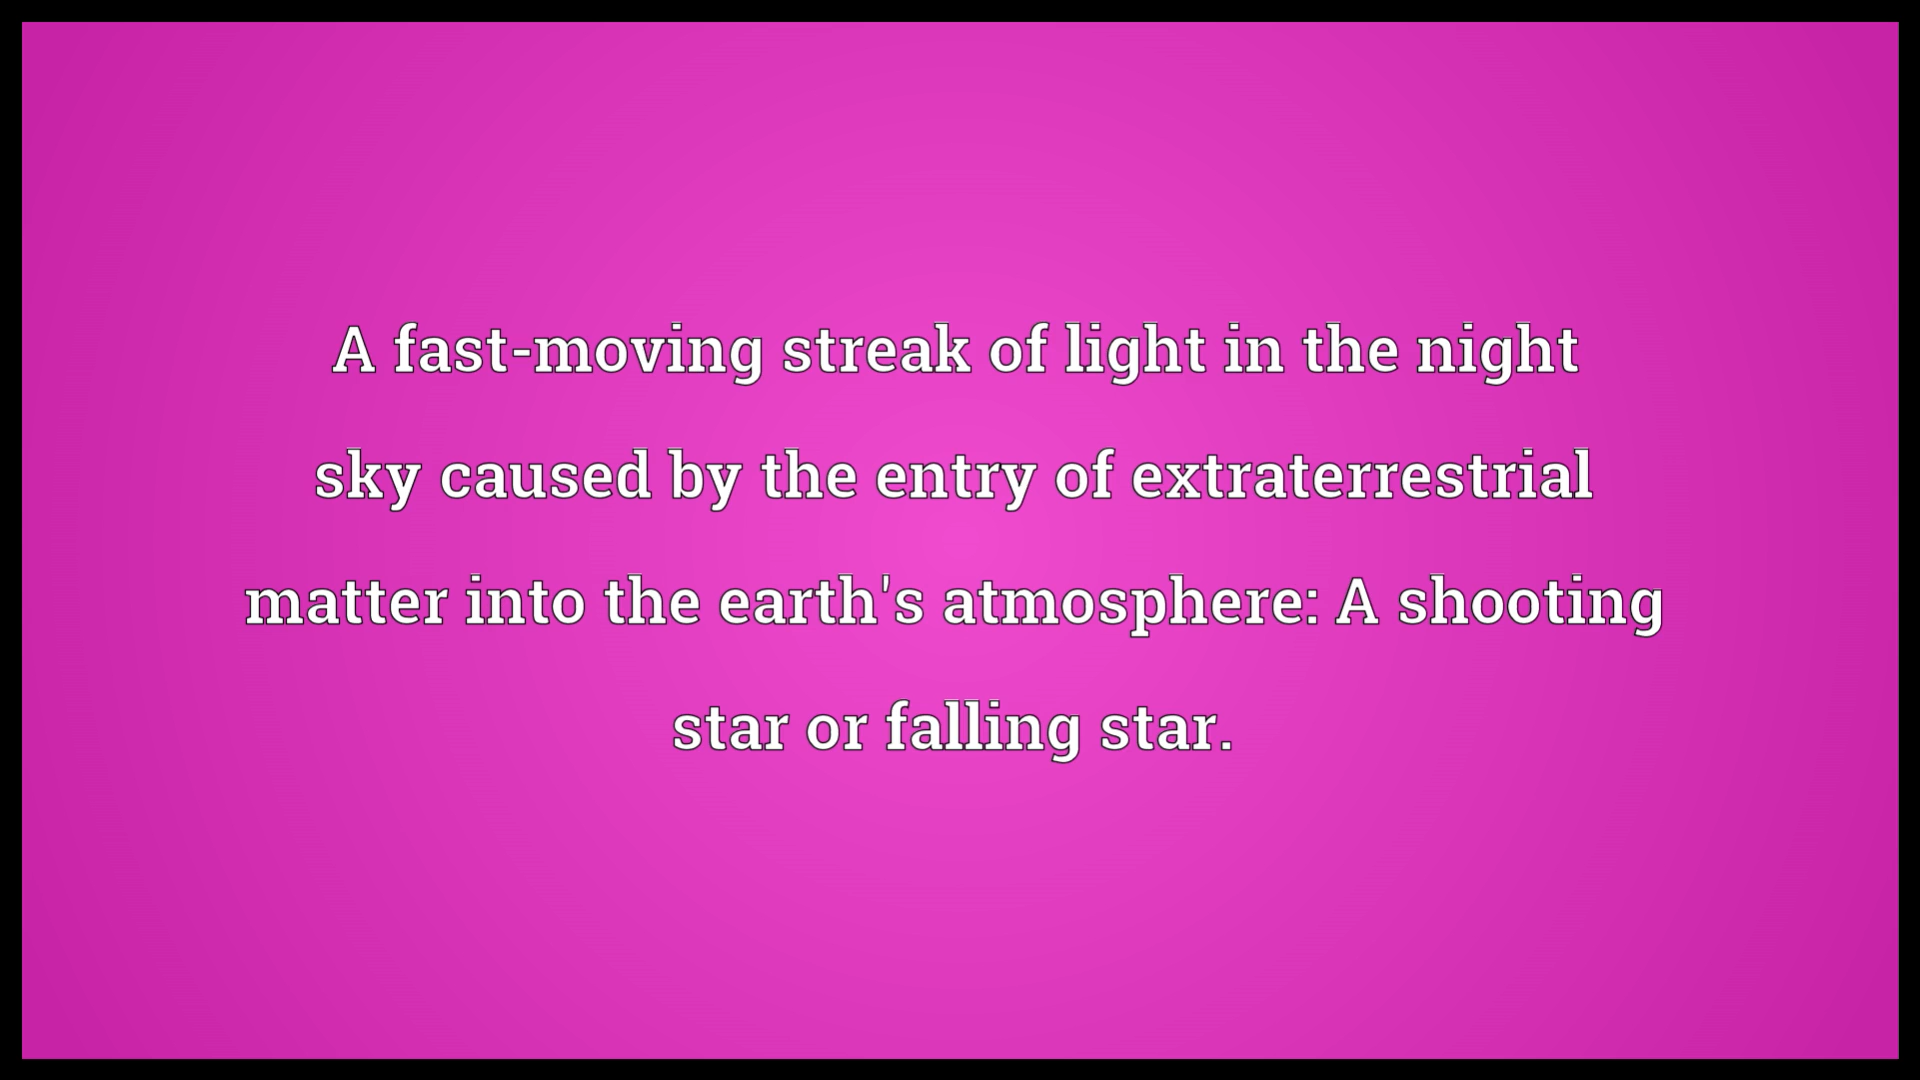 A fast-moving streak of light in the night
sky caused by the entry of extraterrestrial
matter into the earth's atmosphere: A shooting
star or falling star.